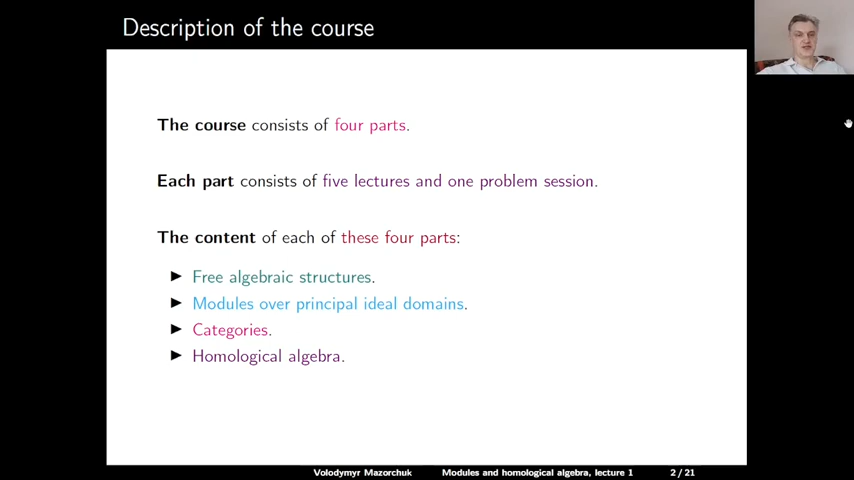 Description of the course
The course consists of four parts.
Each part consists of five lectures and one problem session.
The content of each of these four parts:
▶ Free algebraic structures.
▶ Modules over principal ideal domains.
▶ Categories.
▶ Homological algebra.
Volodymyr Mazorchuk Modules and homological algebra, lecture 1 2 / 21